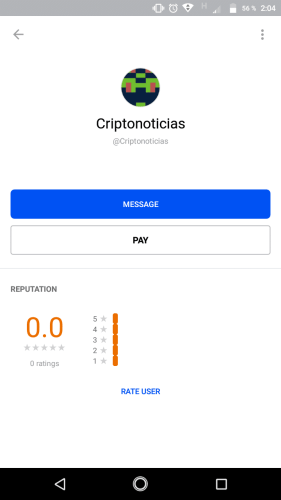 H 56 % 2:04
Criptonoticias
@Criptonoticias
MESSAGE
PAY
REPUTATION
0.0
0 ratings
5
4
3
2
1
RATE USER